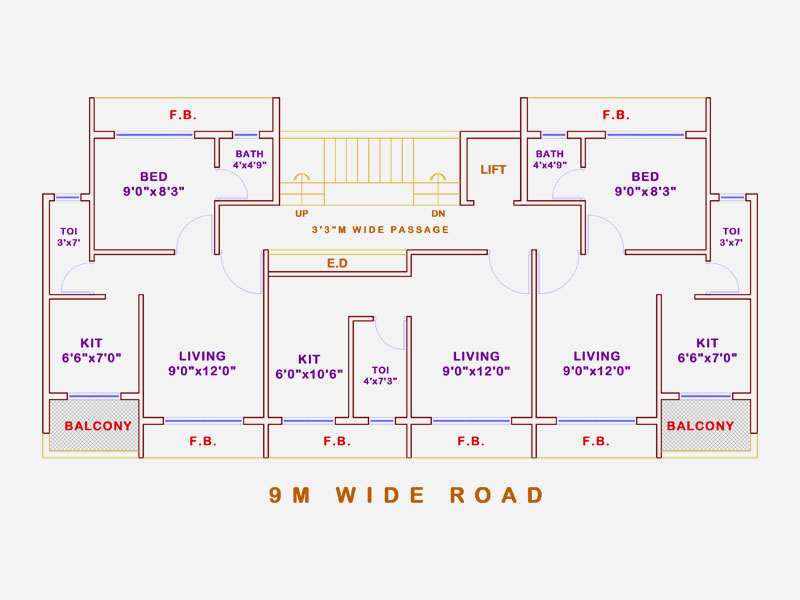 F.B.
F.B.
BED
9'0"x8'3"
BATH
4'x4'9"
LIFT
BATH
4'x4'9"
BED
9'0"x8'3"
TOI
3'x7'
UP
DN
3'3"M WIDE PASSAGE
TOI
3'x7'
E.D
KIT
6'6"x7'0"
LIVING
9'0"x12'0"
KIT
6'0"x10'6"
TOI
4'x7'3"
LIVING
9'0"x12'0"
LIVING
9'0"x12'0"
KIT
6'6"x7'0"
BALCONY
F.B.
F.B.
F.B.
F.B.
BALCONY
9M WIDE ROAD